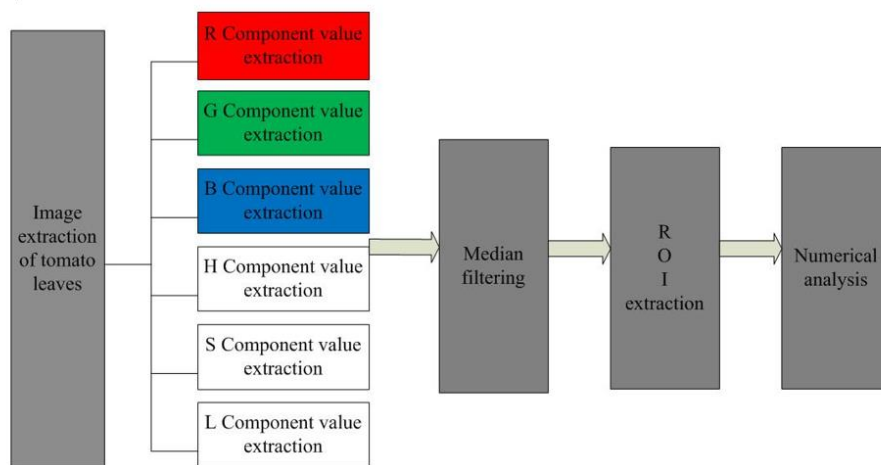 Image
extraction
of tomato
leaves
R Component value
extraction
G Component value
extraction
B Component value
extraction
H Component value
extraction
S Component value
extraction
L Component value
extraction
Median
filtering
R
O
I
extraction
Numerical
analysis